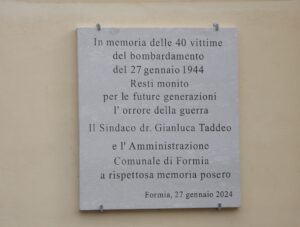 In memoria delle 40 vittime
del bombardamento
del 27 gennaio 1944
Resti monito
per le future generazioni
l' orrore della guerra
Il Sindaco dr. Gianluca Taddeo
e l' Amministrazione
Comunale di Formia
a rispettosa memoria posero
Formia, 27 gennaio 2024